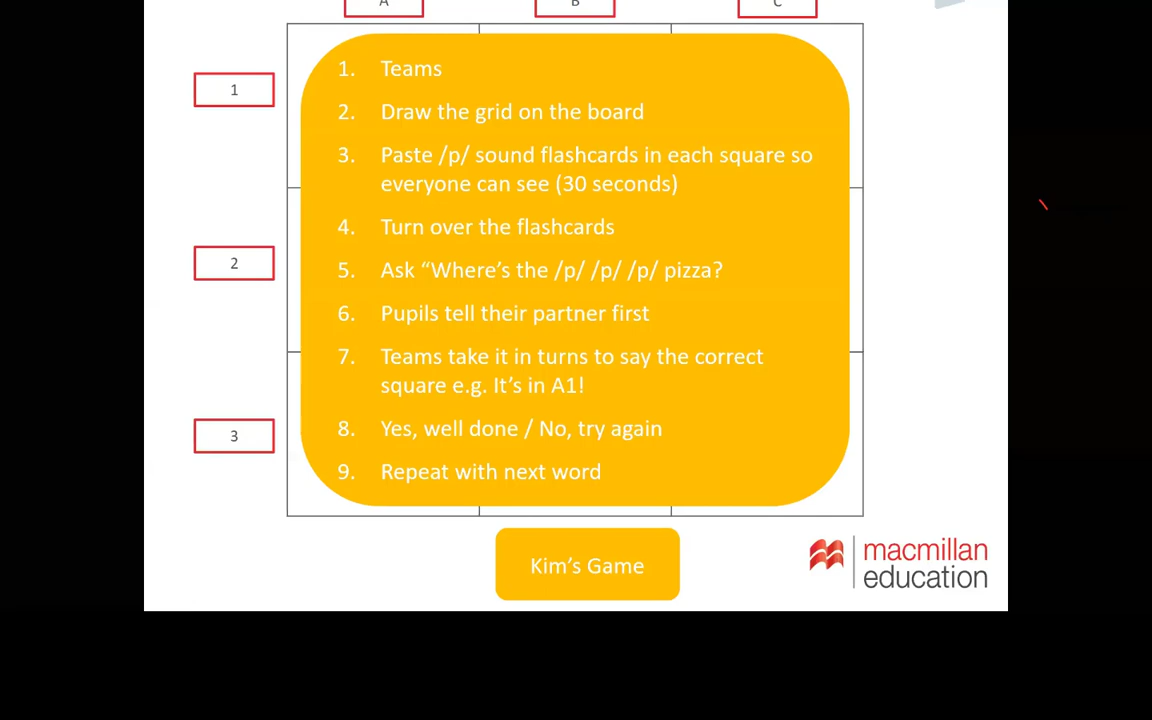 A B C
1
1. Teams
2. Draw the grid on the board
3. Paste /p/ sound flashcards in each square so
everyone can see (30 seconds)
4. Turn over the flashcards
2
5. Ask “Where’s the /p/ /p/ /p/ pizza?
6. Pupils tell their partner first
7. Teams take it in turns to say the correct
square e.g. It’s in A1!
3
8. Yes, well done / No, try again
9. Repeat with next word
Kim’s Game
macmillan
education